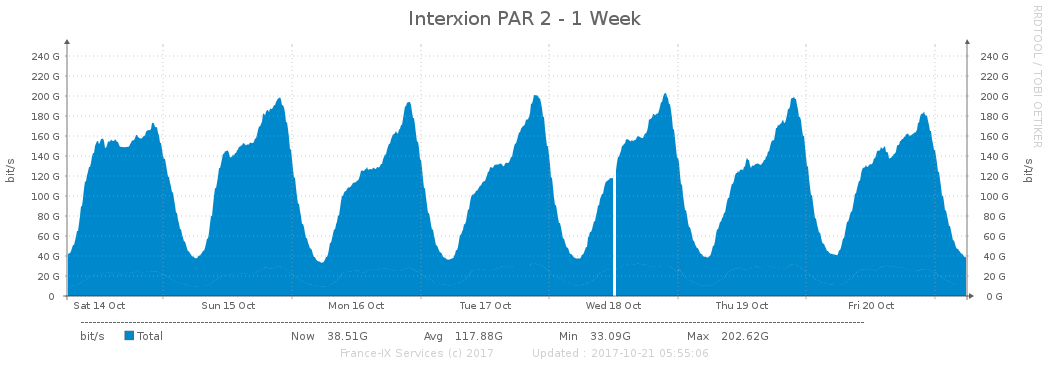 Interxion PAR 2 - 1 Week
RRDTOOL / TOBI OETIKER
bit/s
240 G 240 G
220 G 220 G
200 G 200 G
180 G 180 G
160 G 160 G
140 G 140 G
120 G 120 G
100 G 100 G
80 G 80 G
60 G 60 G
40 G 40 G
20 G 20 G
0 0 G
bit/s
Sat 14 Oct Sun 15 Oct Mon 16 Oct Tue 17 Oct Wed 18 Oct Thu 19 Oct Fri 20 Oct
bit/s Total Now 38.51G Avg 117.88G Min 33.09G Max 202.62G
France-IX Services (c) 2017 Updated : 2017-10-21 05:55:06